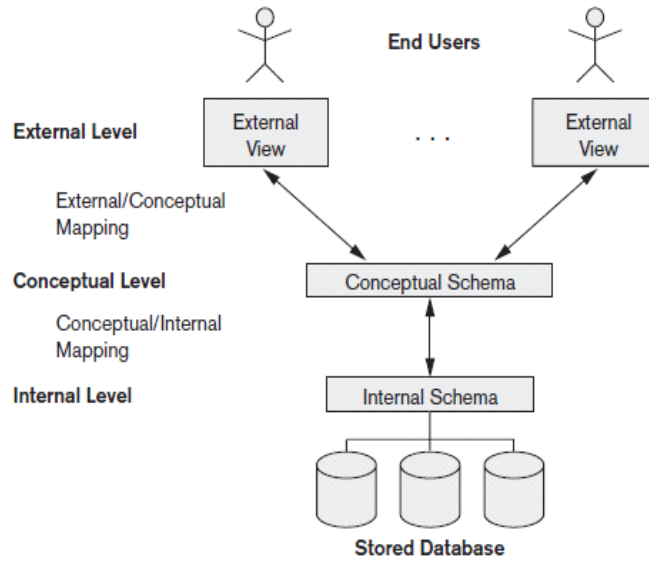 End Users
External Level
External
View
. . .
External
View
External/Conceptual
Mapping
Conceptual Level
Conceptual Schema
Conceptual/Internal
Mapping
Internal Level
Internal Schema
Stored Database